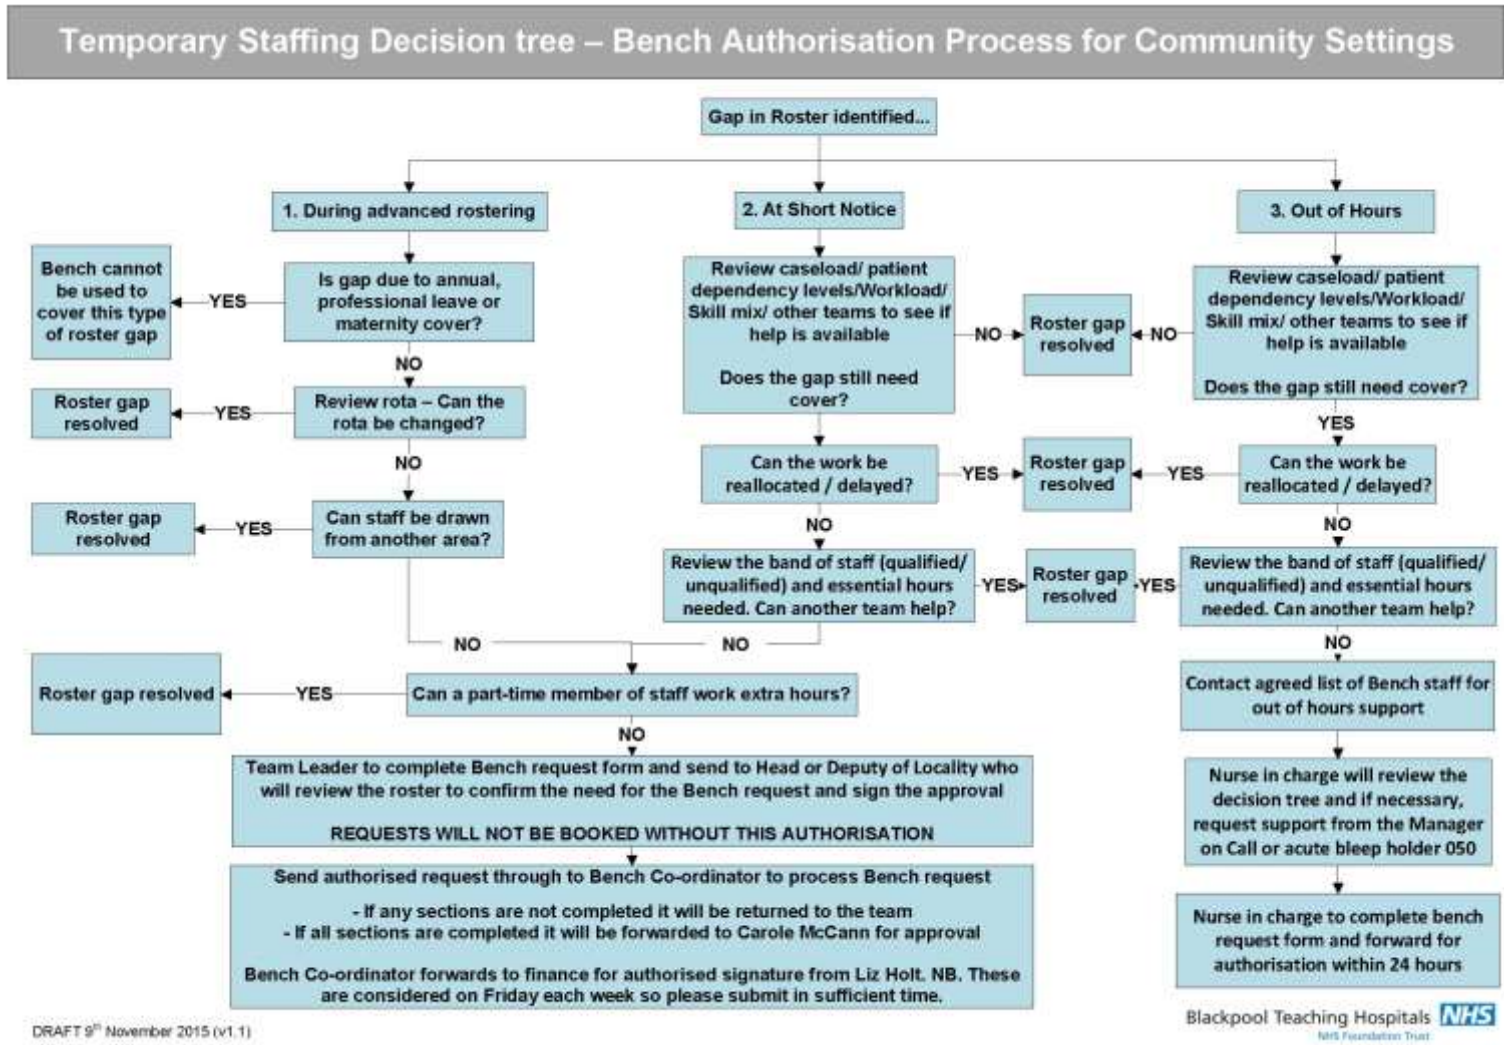 Temporary Staffing Decision tree – Bench Authorisation Process for Community Settings
Gap in Roster identified...
1. During advanced rostering
2. At Short Notice
3. Out of Hours
Bench cannot
be used to
cover this type
of roster gap
YES
Is gap due to annual,
professional leave or
maternity cover?
NO
Roster gap
resolved
YES
Review rota – Can the
rota be changed?
NO
Roster gap
resolved
YES
Can staff be drawn
from another area?
NO
Review caseload/ patient
dependency levels/Workload/
Skill mix/ other teams to see if
help is available
Does the gap still need
cover?
NO
Roster gap
resolved
NO
Review caseload/ patient
dependency levels/Workload/
Skill mix/ other teams to see if
help is available
Does the gap still need cover?
YES
Can the work be
reallocated / delayed?
YES
Roster gap
resolved
YES
Can the work be
reallocated / delayed?
NO
NO
Review the band of staff (qualified/
unqualified) and essential hours
needed. Can another team help?
YES
Roster gap
resolved
YES
Review the band of staff (qualified/
unqualified) and essential hours
needed. Can another team help?
NO
NO
Roster gap resolved
YES
Can a part-time member of staff work extra hours?
NO
Team Leader to complete Bench request form and send to Head or Deputy of Locality who
will review the roster to confirm the need for the Bench request and sign the approval
REQUESTS WILL NOT BE BOOKED WITHOUT THIS AUTHORISATION
Send authorised request through to Bench Co-ordinator to process Bench request
- If any sections are not completed it will be returned to the team
- If all sections are completed it will be forwarded to Carole McCann for approval
Bench Co-ordinator forwards to finance for authorised signature from Liz Holt. NB. These
are considered on Friday each week so please submit in sufficient time.
Contact agreed list of Bench staff for
out of hours support
Nurse in charge will review the
decision tree and if necessary,
request support from the Manager
on Call or acute bleep holder 050
Nurse in charge to complete bench
request form and forward for
authorisation within 24 hours
DRAFT 9th November 2015 (v1.1)
Blackpool Teaching Hospitals NHS
NHS Foundation Trust